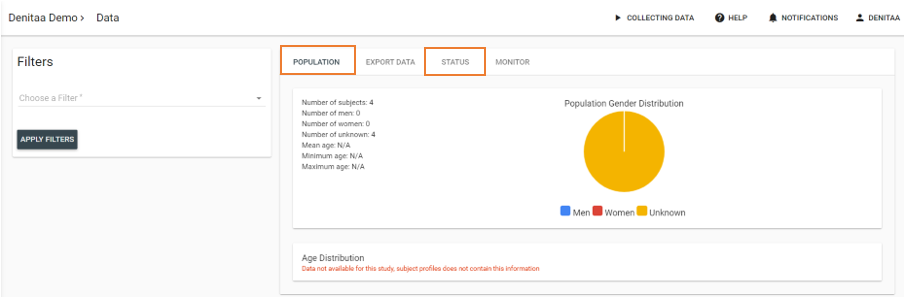 Denitaa Demo › Data
COLLECTING DATA HELP NOTIFICATIONS DENITAA
Filters
Choose a Filter *
APPLY FILTERS
POPULATION EXPORT DATA STATUS MONITOR
Number of subjects: 4
Number of men: 0
Number of women: 0
Number of unknown: 4
Mean age: N/A
Minimum age: N/A
Maximum age: N/A
Population Gender Distribution
Men Women Unknown
Age Distribution
Data not available for this study, subject profiles does not contain this information